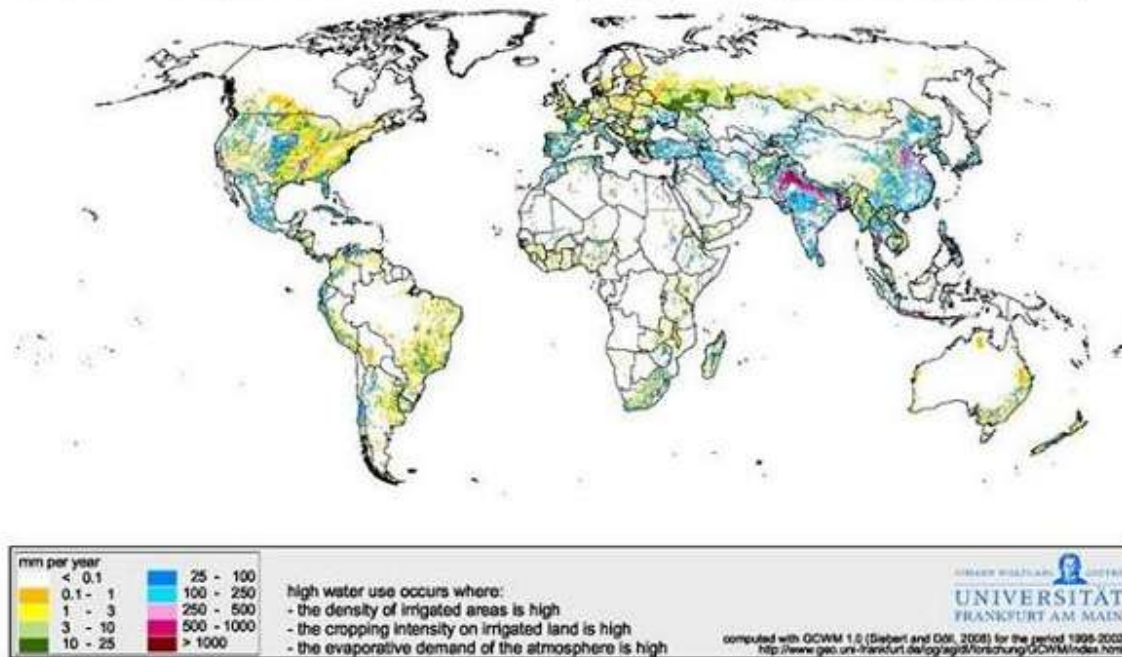 mm per year
< 0.1
0.1 - 1
1 - 3
3 - 10
10 - 25
25 - 100
100 - 250
250 - 500
500 - 1000
> 1000
high water use occurs where:
- the density of irrigated areas is high
- the cropping intensity on irrigated land is high
- the evaporative demand of the atmosphere is high
UNIVERSITÄT
FRANKFURT AM MAIN
computed with GCWM 1.0 (Siebert and Döll, 2008) for the period 1998-2002